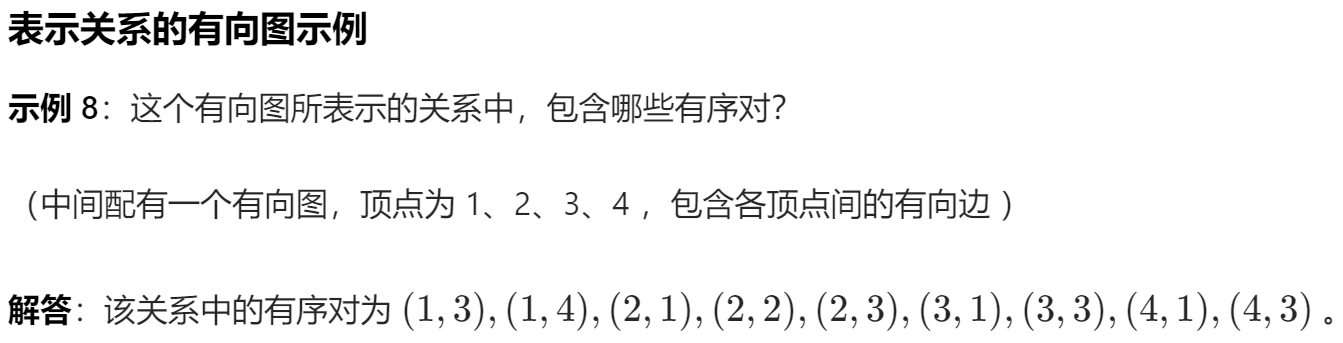 表示关系的有向图示例
示例 8：这个有向图所表示的关系中，包含哪些有序对？
（中间配有一个有向图，顶点为 1、2、3、4 ，包含各顶点间的有向边 ）
解答：该关系中的有序对为 (1, 3), (1, 4), (2, 1), (2, 2), (2, 3), (3, 1), (3, 3), (4, 1), (4, 3) 。